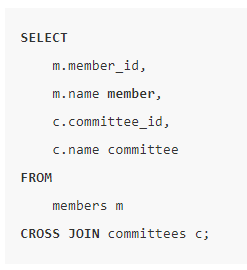 SELECT
    m.member_id,
    m.name member,
    c.committee_id,
    c.name committee
FROM
    members m
CROSS JOIN committees c;